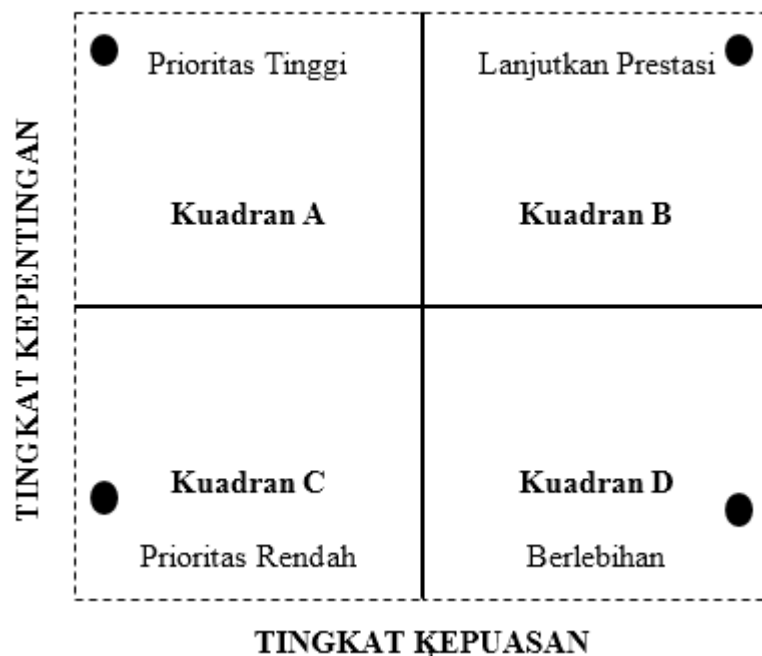 Prioritas Tinggi
Lanjutkan Prestasi
Kuadran A
Kuadran B
TINGKAT KEPENTINGAN
Kuadran C
Kuadran D
Prioritas Rendah
Berlebihan
TINGKAT KEPUASAN